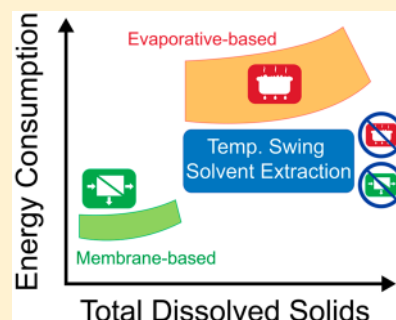 Evaporative-based
Temp. Swing
Solvent Extraction
Membrane-based
Energy Consumption
Total Dissolved Solids